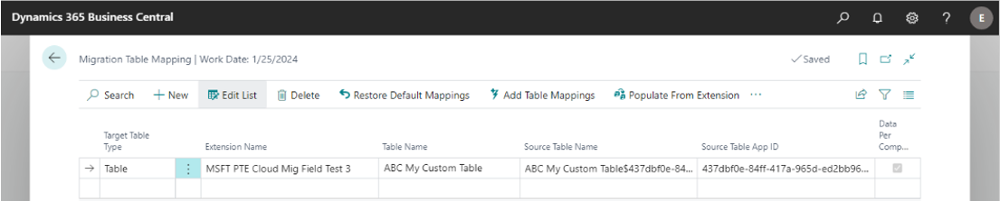 Dynamics 365 Business Central
E
Migration Table Mapping | Work Date: 1/25/2024
Saved
Search New Edit List Delete Restore Default Mappings Add Table Mappings Populate From Extension ...
Target Table Type Extension Name Table Name Source Table Name Source Table App ID Data Per Comp...
Table MSFT PTE Cloud Mig Field Test 3 ABC My Custom Table ABC My Custom Table$437dbf0e-84... 437dbf0e-84ff-417a-965d-ed2bb96...